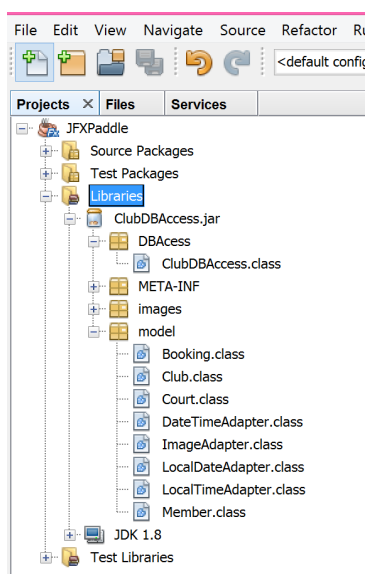 File Edit View Navigate Source Refactor Ru
<default config
Projects Files Services
JFXPaddle
Source Packages
Test Packages
Libraries
ClubDBAccess.jar
DBAcess
ClubDBAccess.class
META-INF
images
model
Booking.class
Club.class
Court.class
DateTimeAdapter.class
ImageAdapter.class
LocalDateAdapter.class
LocalTimeAdapter.class
Member.class
JDK 1.8
Test Libraries